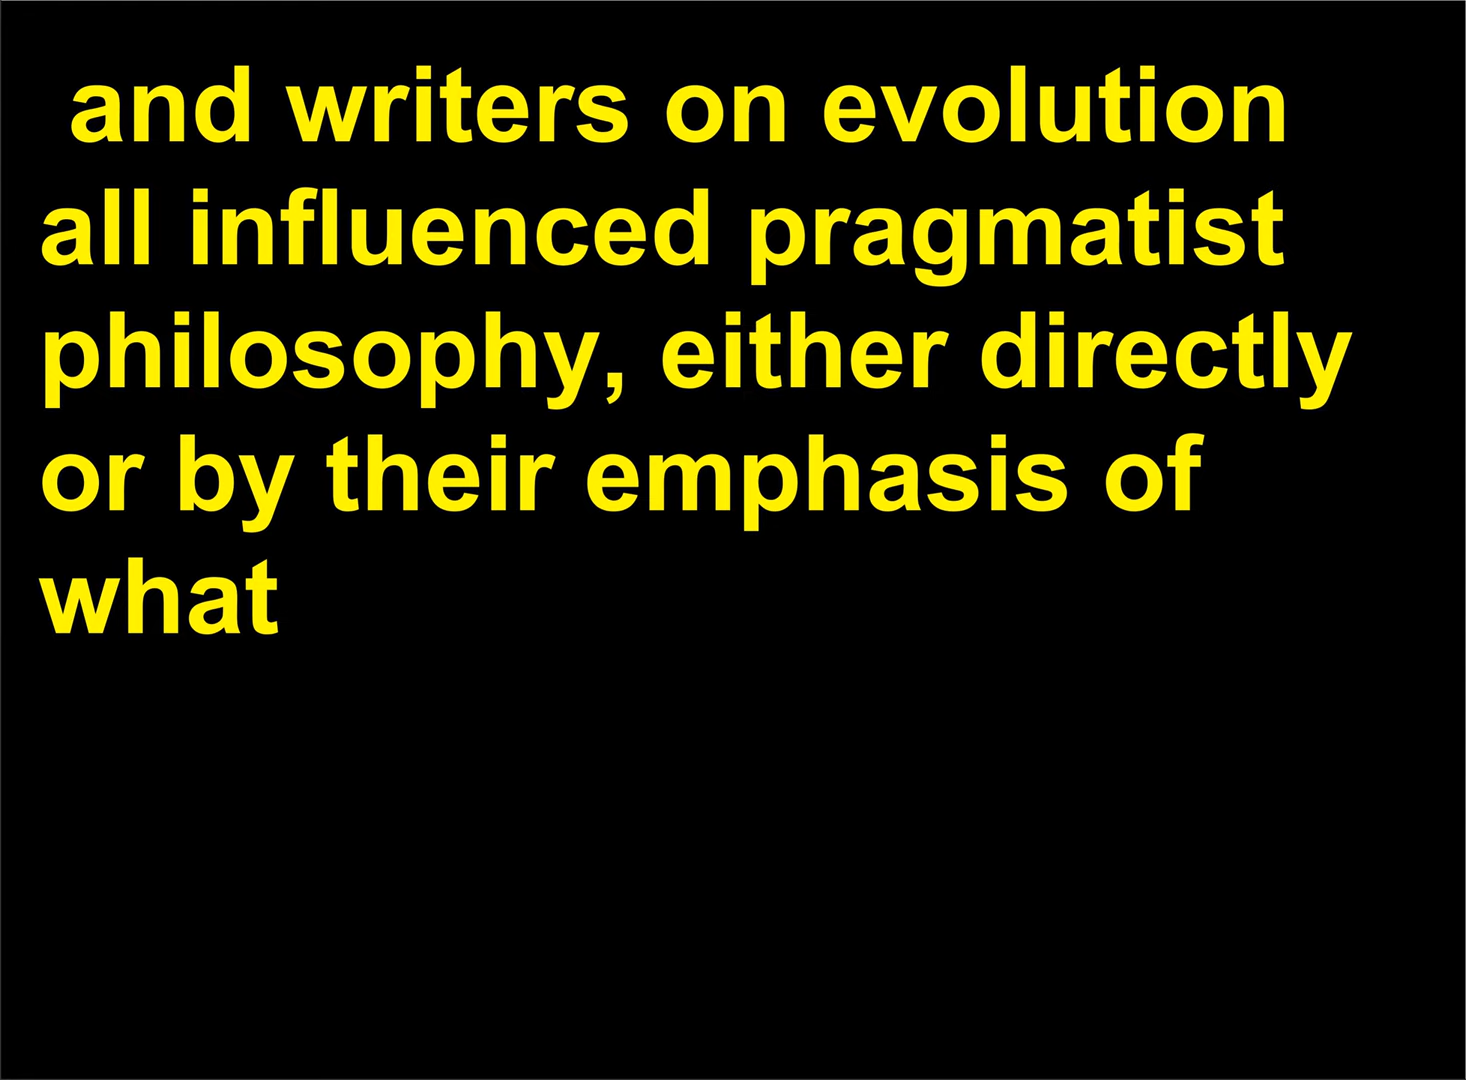 and writers on evolution
all influenced pragmatist
philosophy, either directly
or by their emphasis of
what